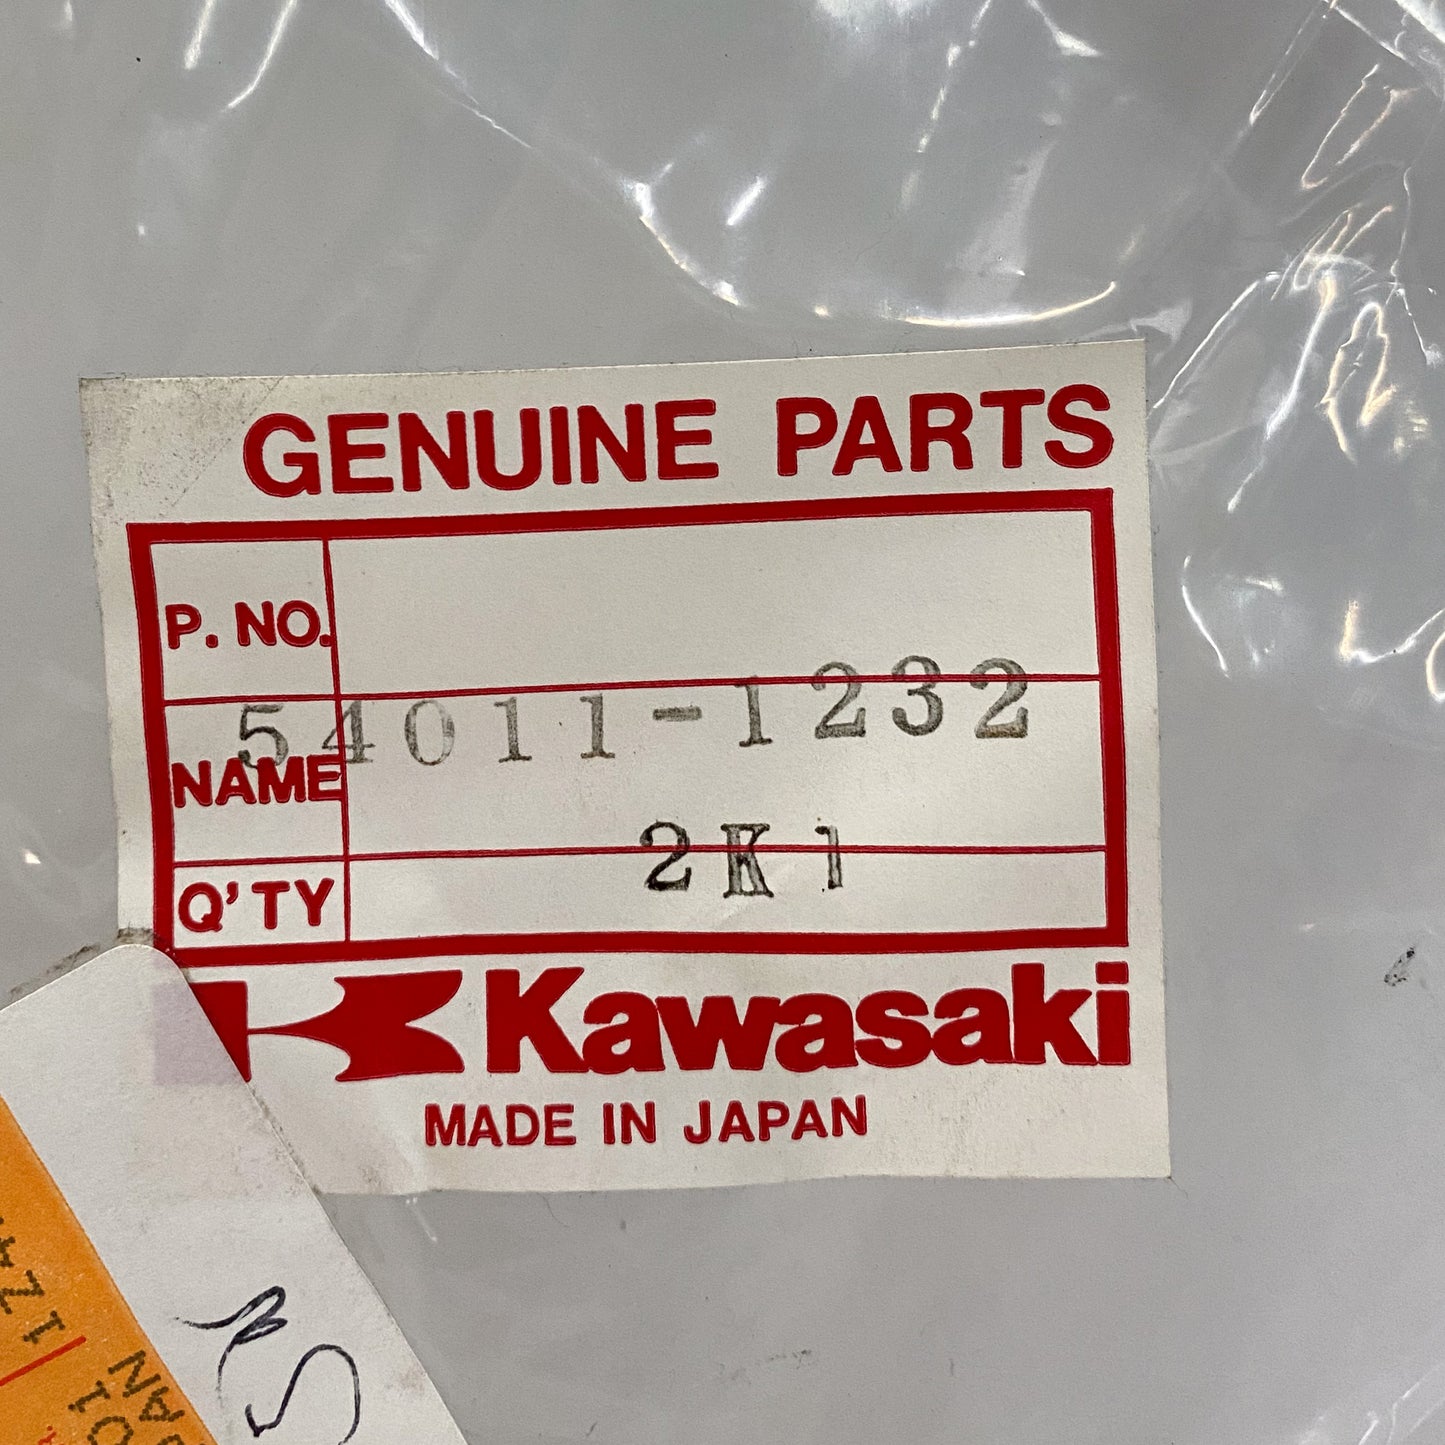 GENUINE PARTS
P. NO.
54011-1232
NAME
2K1
Q'TY
Kawasaki
MADE IN JAPAN